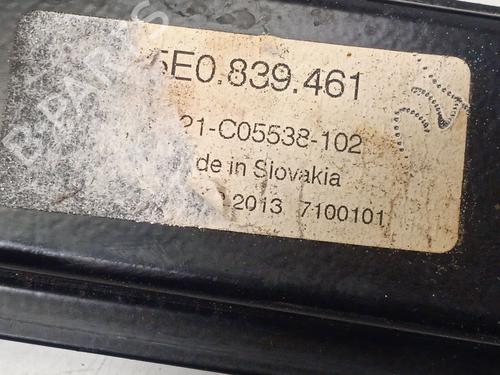 5E0.839.461
21-C05538-102
de in Slovakia
2013 7100101